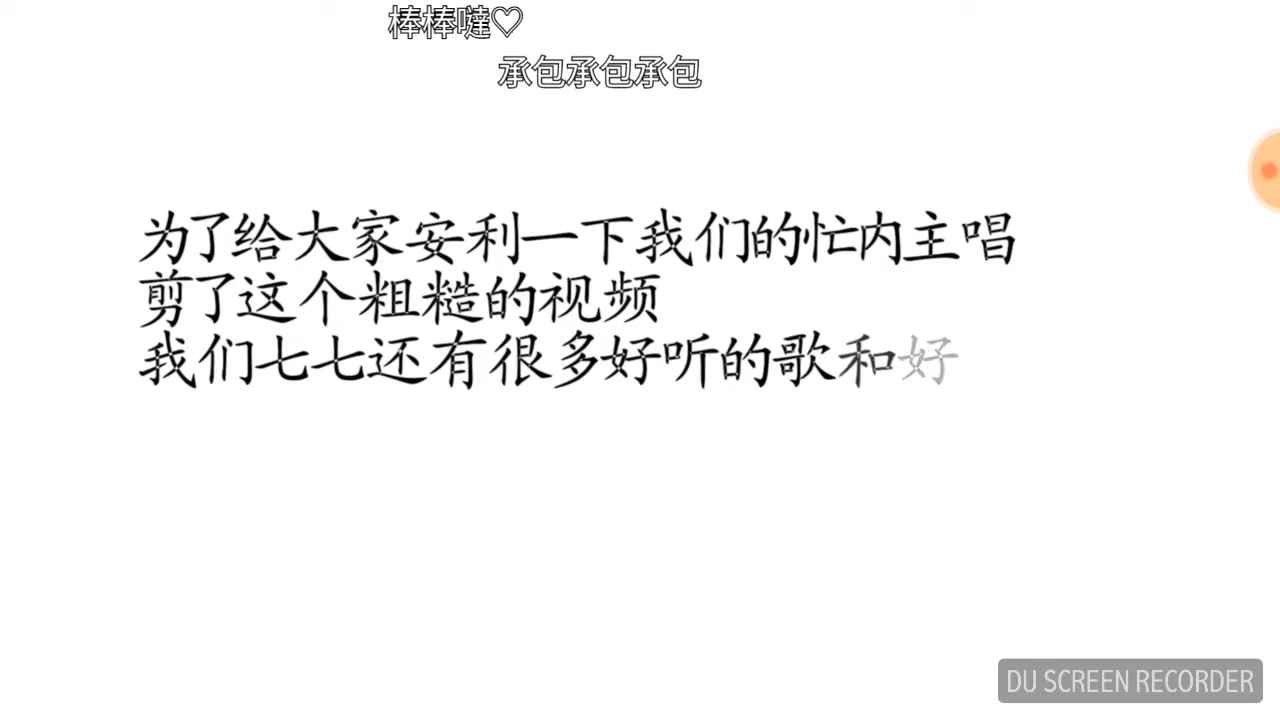 棒棒哒♡
承包承包承包
为了给大家安利一下我们的忙内主唱
剪了这个粗糙的视频
我们七七还有很多好听的歌和好
DU SCREEN RECORDER